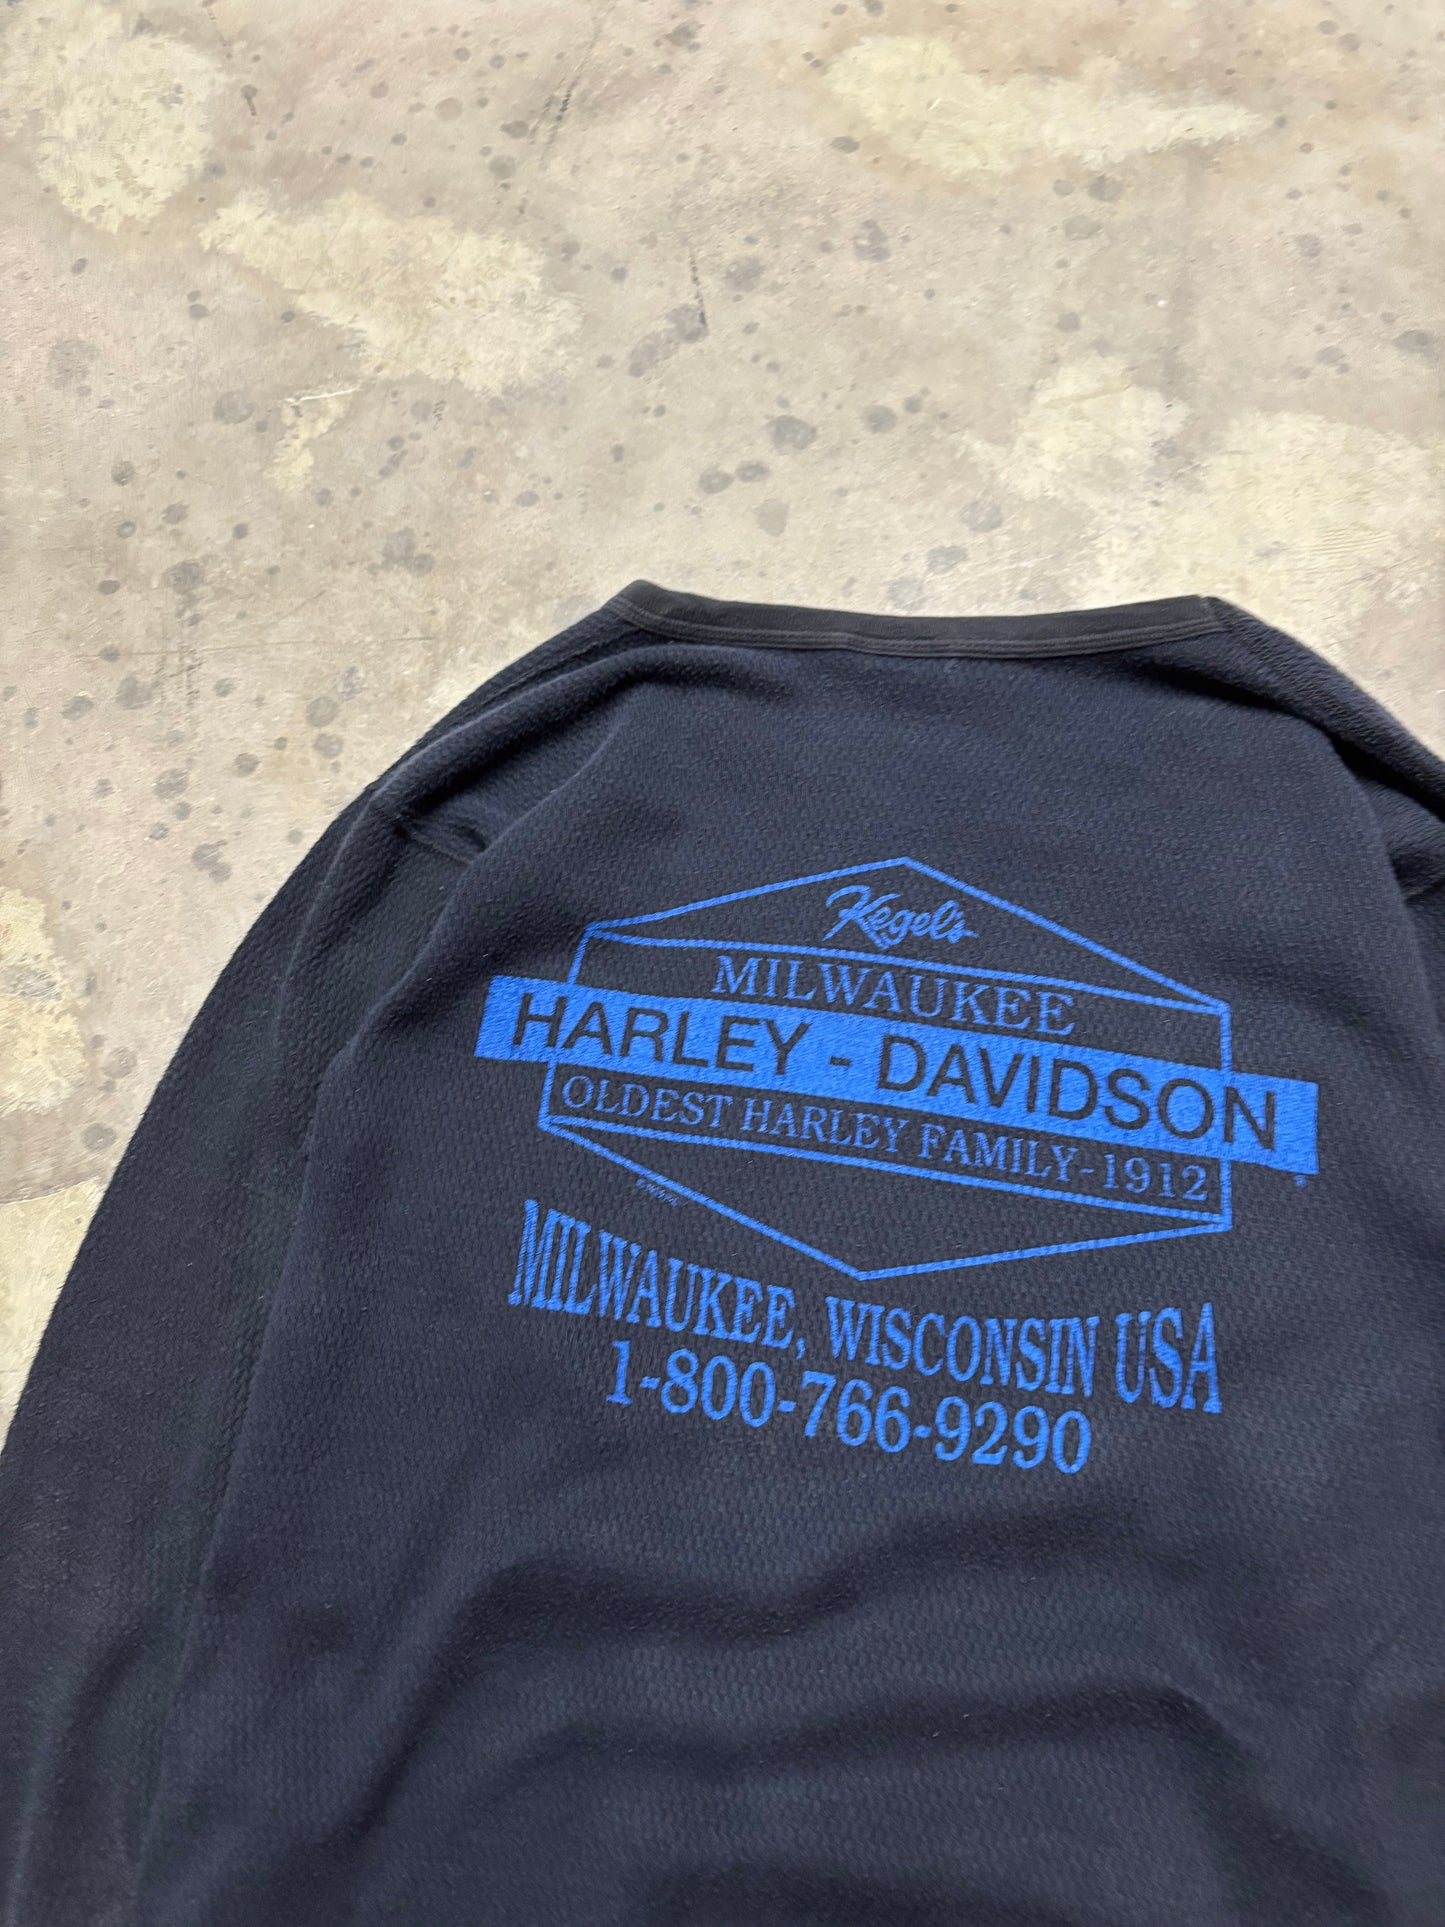 Kegel's
MILWAUKEE
HARLEY - DAVIDSON
OLDEST HARLEY FAMILY-1912
®
MILWAUKEE, WISCONSIN USA
1-800-766-9290